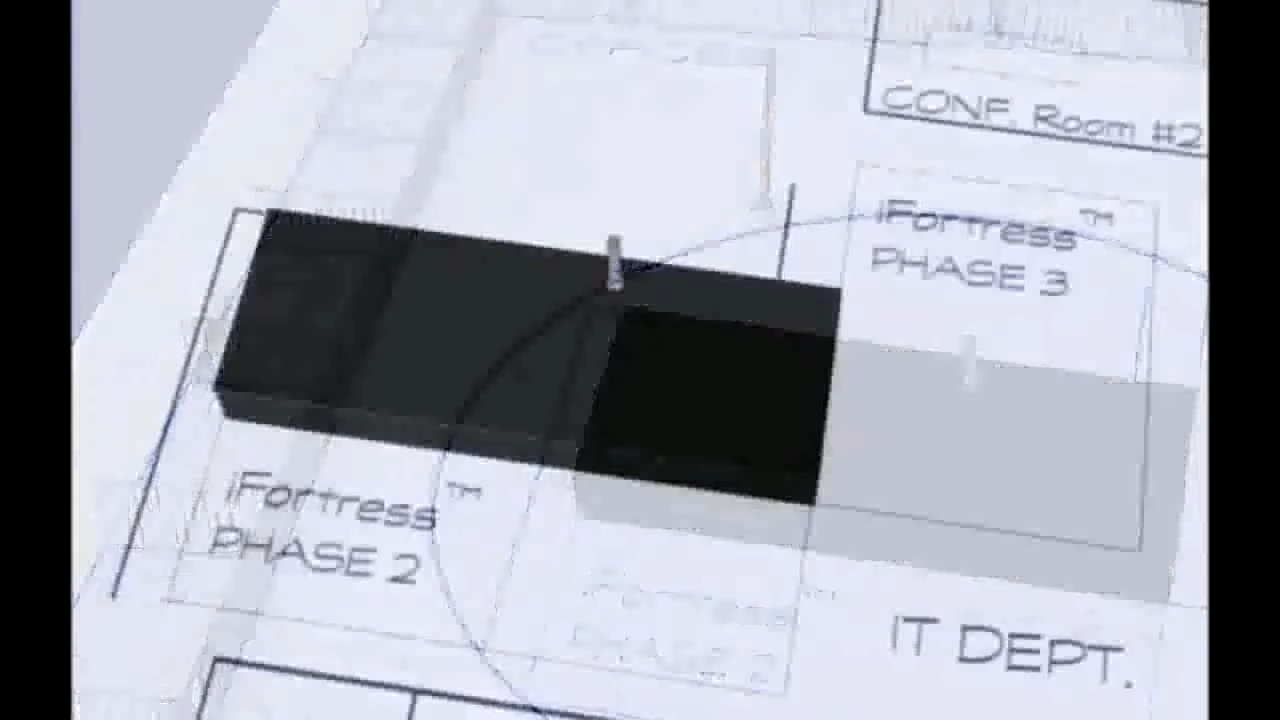 CONF. Room #2
iFortress™
PHASE 3
iFortress™
PHASE 2
IT DEPT.